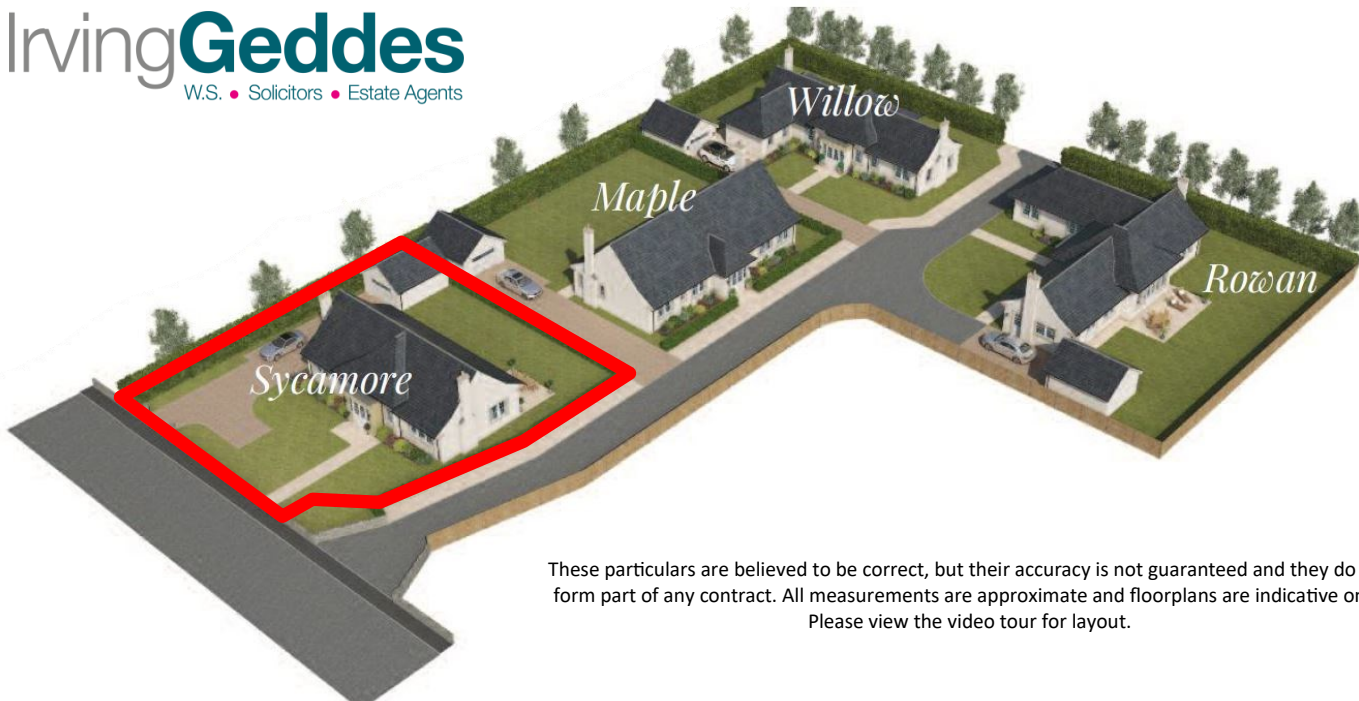 IrvingGeddes
W.S. • Solicitors • Estate Agents
Willow
Maple
Rowan
Sycamore
These particulars are believed to be correct, but their accuracy is not guaranteed and they do
form part of any contract. All measurements are approximate and floorplans are indicative
Please view the video tour for layout.